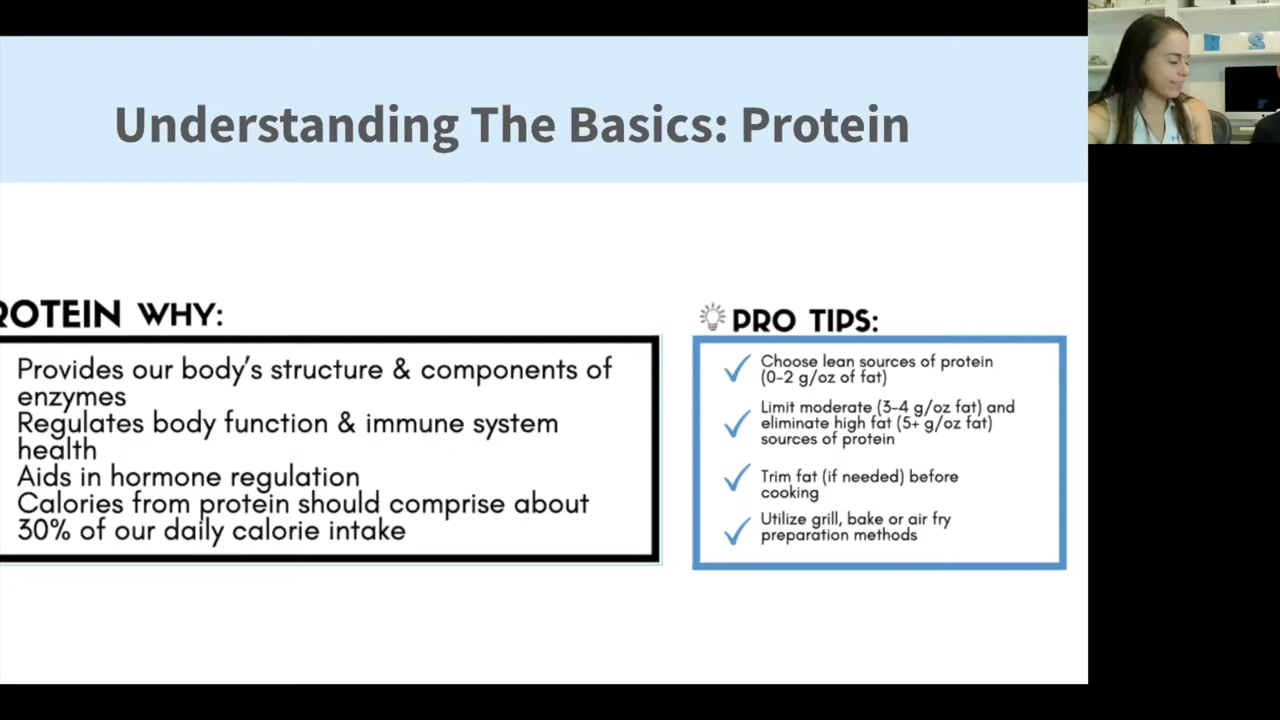 Understanding The Basics: Protein
ROTEIN WHY:
Provides our body's structure & components of
enzymes
Regulates body function & immune system
health
Aids in hormone regulation
Calories from protein should comprise about
30% of our daily calorie intake
PRO TIPS:
Choose lean sources of protein
(0-2 g/oz of fat)
Limit moderate (3-4 g/oz fat) and
eliminate high fat (5+ g/oz fat)
sources of protein
Trim fat (if needed) before
cooking
Utilize grill, bake or air fry
preparation methods